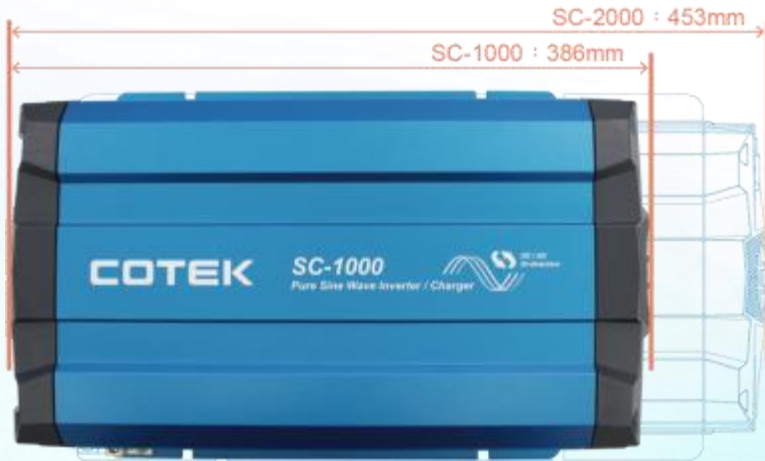 SC-2000：453mm
SC-1000：386mm
COTEK
SC-1000
Pure Sine Wave Inverter / Charger